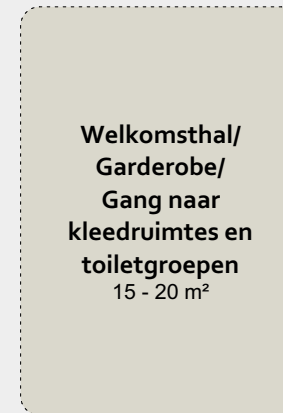 Welkomsthal/
Garderobe/
Gang naar
kleedruimtes en
toiletgroepen
15 - 20 m²